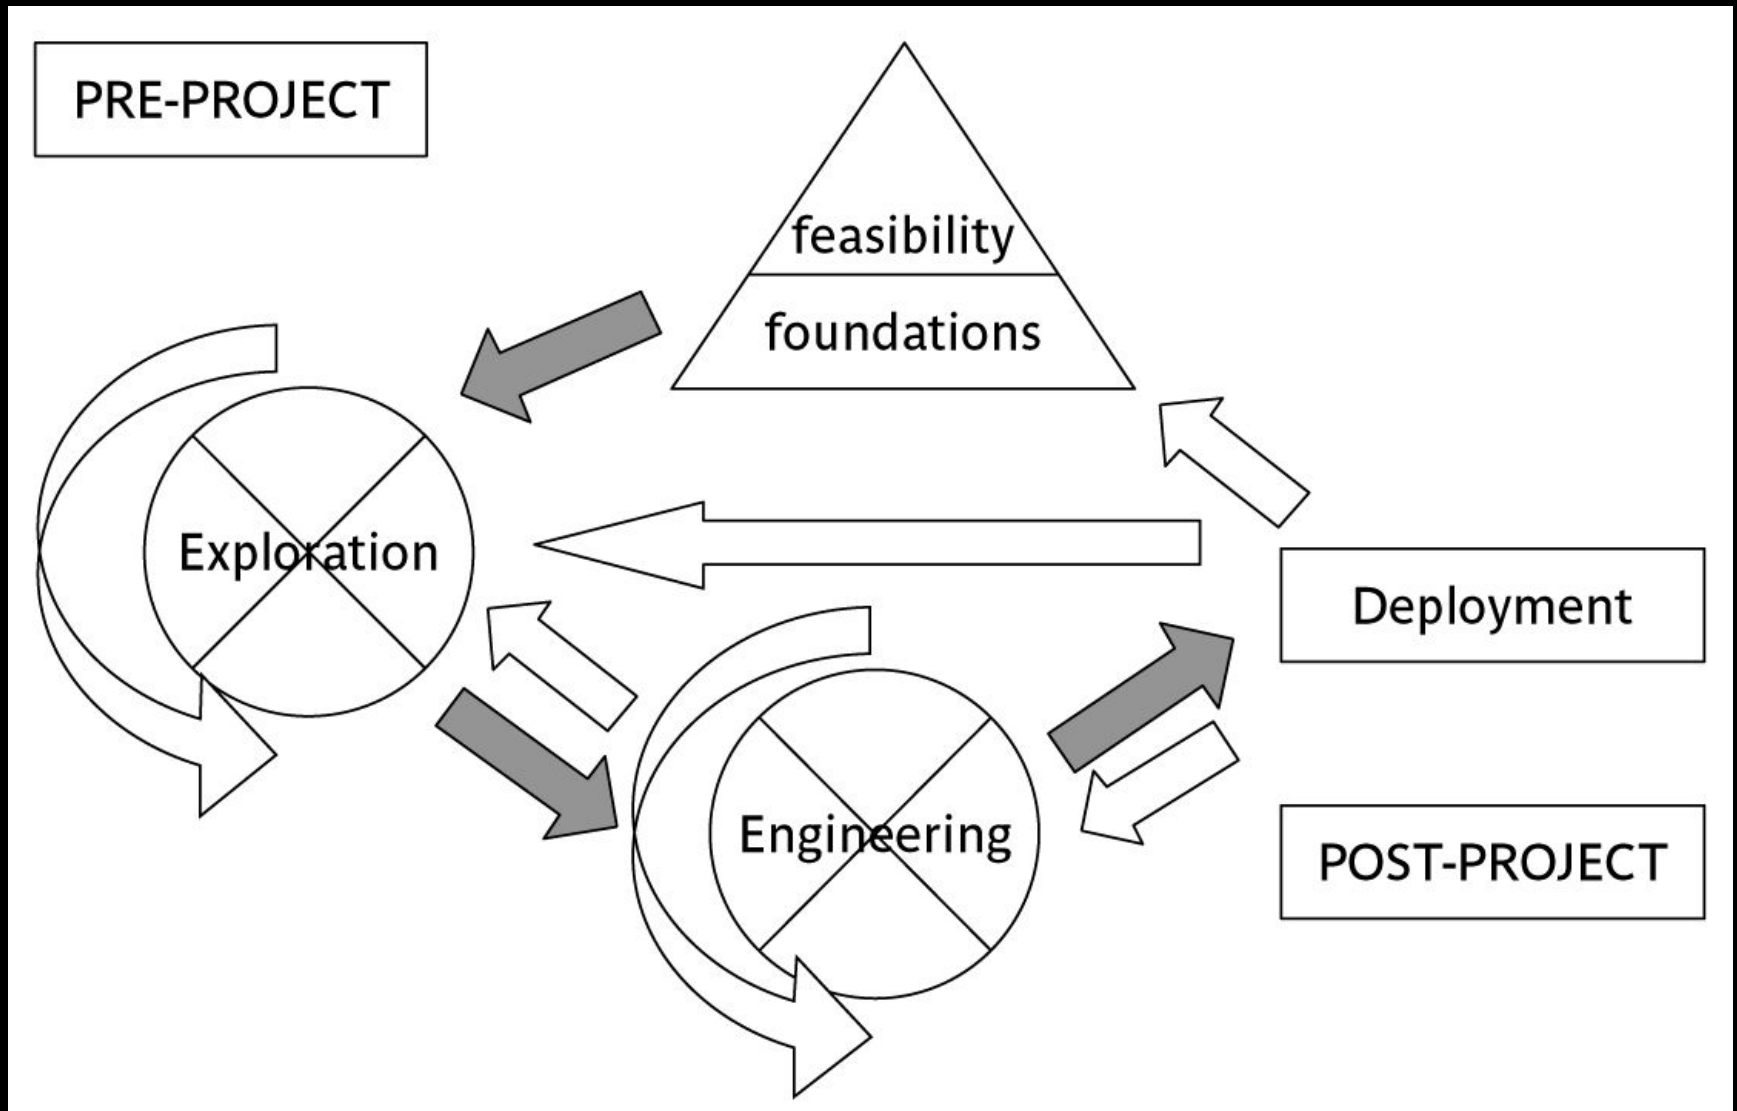 PRE-PROJECT
feasibility
foundations
Exploration
Deployment
Engineering
POST-PROJECT